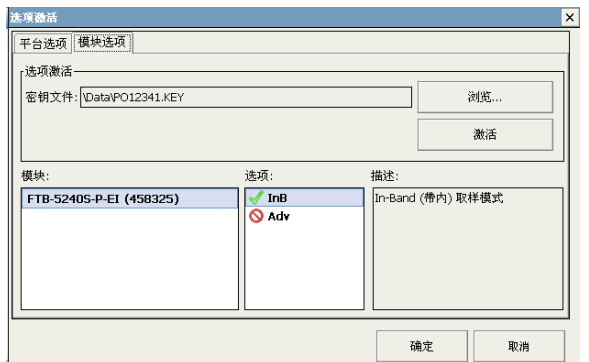 选项激活
平台选项 模块选项
选项激活
密钥文件: \Data\PO12341.KEY 浏览...
激活
模块: 选项: 描述:
FTB-5240S-P-EI (458325) InB In-Band (带内) 取样模式
Adv
确定 取消